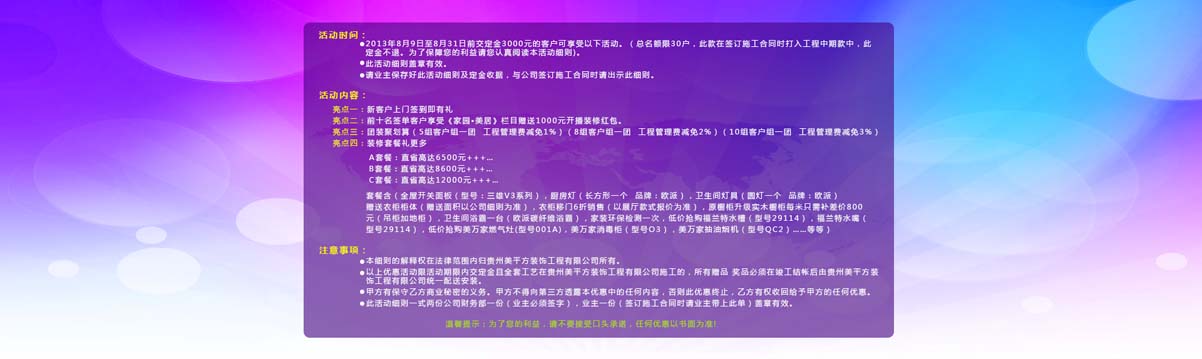 活动时间：
●2013年8月9日至8月31日前交定金3000元的客户可享受以下活动。（总名额限30户，此款在签订施工合同时打入工程中期款中，此
定金不退。为了保障您的利益请您认真阅读本活动细则）。
●此活动细则盖章有效。
●请业主保存好此活动细则及定金收据，与公司签订施工合同时请出示此细则。
活动内容：
亮点一：新客户上门签到即有礼
亮点二：前十名签单客户享受《家园•美居》栏目赠送1000元开播装修红包。
亮点三：团装聚划算（5组客户组一团 工程管理费减免1%）（8组客户组一团 工程管理费减免2%）（10组客户组一团 工程管理费减免3%）
亮点四：装修套餐礼更多
A套餐：直省高达6500元+++…
B套餐：直省高达8600元+++…
C套餐：直省高达12000元+++…
套餐含（全屋开关面板（型号：三雄V3系列），厨房灯（长方形一个 品牌：欧派），卫生间灯具（圆灯一个 品牌：欧派）
赠送衣柜柜体（赠送面积以公司细则为准），衣柜移门6折销售（以展厅款式报价为准），原橱柜升级实木橱柜每米只需补差价800
元（吊柜加地柜），卫生间浴霸一台（欧派碳纤维浴霸），家装环保检测一次，低价抢购福兰特水槽（型号29114），福兰特水嘴（
型号29114），低价抢购美万家燃气灶(型号001A)，美万家消毒柜（型号O3），美万家抽油烟机（型号QC2）……等等）
注意事项：
●本细则的解释权在法律范围内归贵州美平方装饰工程有限公司所有。
●以上优惠活动限活动期限内交定金且全套工艺在贵州美平方装饰工程有限公司施工的，所有赠品 奖品必须在竣工结帐后由贵州美平方装
饰工程有限公司统一配送安装。
●甲方有保守乙方商业秘密的义务。甲方不得向第三方透露本优惠中的任何内容，否则此优惠终止，乙方有权收回给予甲方的任何优惠。
●此活动细则一式两份公司财务部一份（业主必须签字），业主一份（签订施工合同时请业主带上此单）盖章有效。
温馨提示：为了您的利益，请不要接受口头承诺，任何优惠以书面为准!